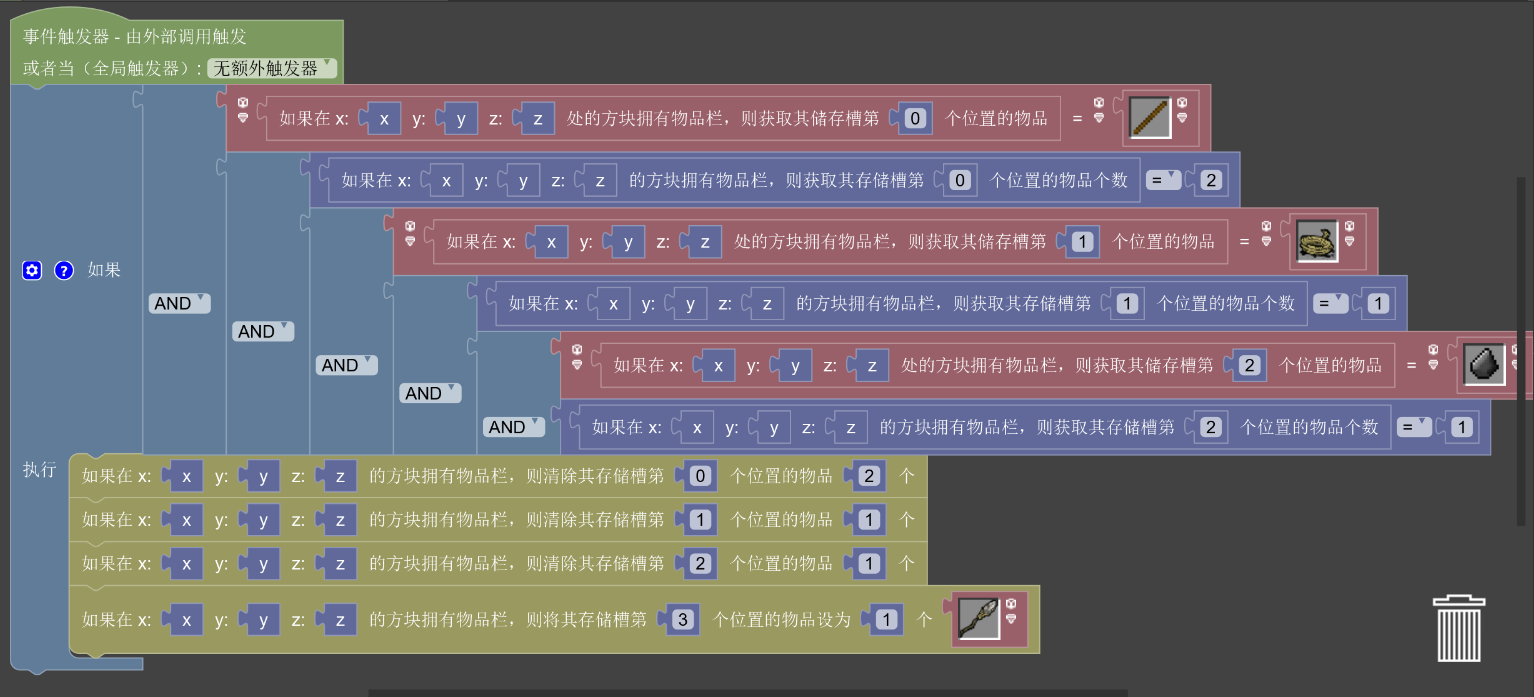 事件触发器 - 由外部调用触发
或者当（全局触发器）: 无额外触发器
如果在 x: x y: y z: z 处的方块拥有物品栏，则获取其储存槽第 0 个位置的物品 =
如果在 x: x y: y z: z 的方块拥有物品栏，则获取其存储槽第 0 个位置的物品个数 = 2
如果在 x: x y: y z: z 处的方块拥有物品栏，则获取其储存槽第 1 个位置的物品 =
? 如果
AND
如果在 x: x y: y z: z 的方块拥有物品栏，则获取其存储槽第 1 个位置的物品个数 = 1
AND
AND
如果在 x: x y: y z: z 处的方块拥有物品栏，则获取其储存槽第 2 个位置的物品 =
AND
AND
如果在 x: x y: y z: z 的方块拥有物品栏，则获取其存储槽第 2 个位置的物品个数 = 1
执行
如果在 x: x y: y z: z 的方块拥有物品栏，则清除其存储槽第 0 个位置的物品 2 个
如果在 x: x y: y z: z 的方块拥有物品栏，则清除其存储槽第 1 个位置的物品 1 个
如果在 x: x y: y z: z 的方块拥有物品栏，则清除其存储槽第 2 个位置的物品 1 个
如果在 x: x y: y z: z 的方块拥有物品栏，则将其存储槽第 3 个位置的物品设为 1 个